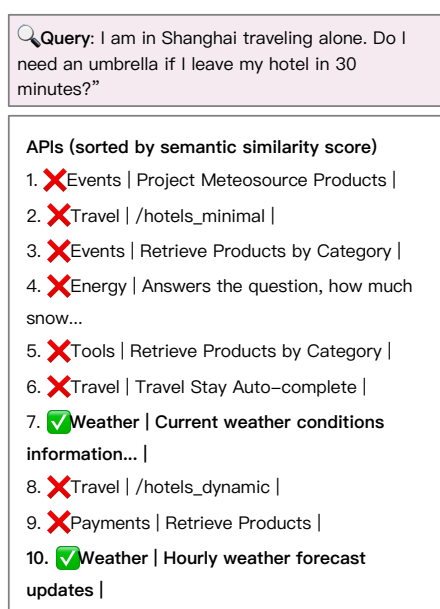 🔍Query: I am in Shanghai traveling alone. Do I
need an umbrella if I leave my hotel in 30
minutes?”
APIs (sorted by semantic similarity score)
1. ❌Events | Project Meteosource Products |
2. ❌Travel | /hotels_minimal |
3. ❌Events | Retrieve Products by Category |
4. ❌Energy | Answers the question, how much
snow...
5. ❌Tools | Retrieve Products by Category |
6. ❌Travel | Travel Stay Auto-complete |
7. ✅Weather | Current weather conditions
information... |
8. ❌Travel | /hotels_dynamic |
9. ❌Payments | Retrieve Products |
10. ✅Weather | Hourly weather forecast
updates |